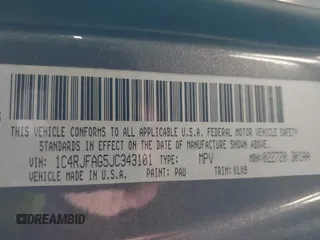 THIS VEHICLE CONFORMS TO ALL APPLICABLE U.S.A. FEDERAL MOTOR VEHICLE SAFETY
STANDARDS IN EFFECT ON THE DATE OF MANUFACTURE SHOWN ABOVE.
VIN: 1C4RJFAG5JC343101 TYPE: MPV MDH:
VEHICLE MADE IN U.S.A. PAINT: PAU TRIM: KLX9
DREAMBID